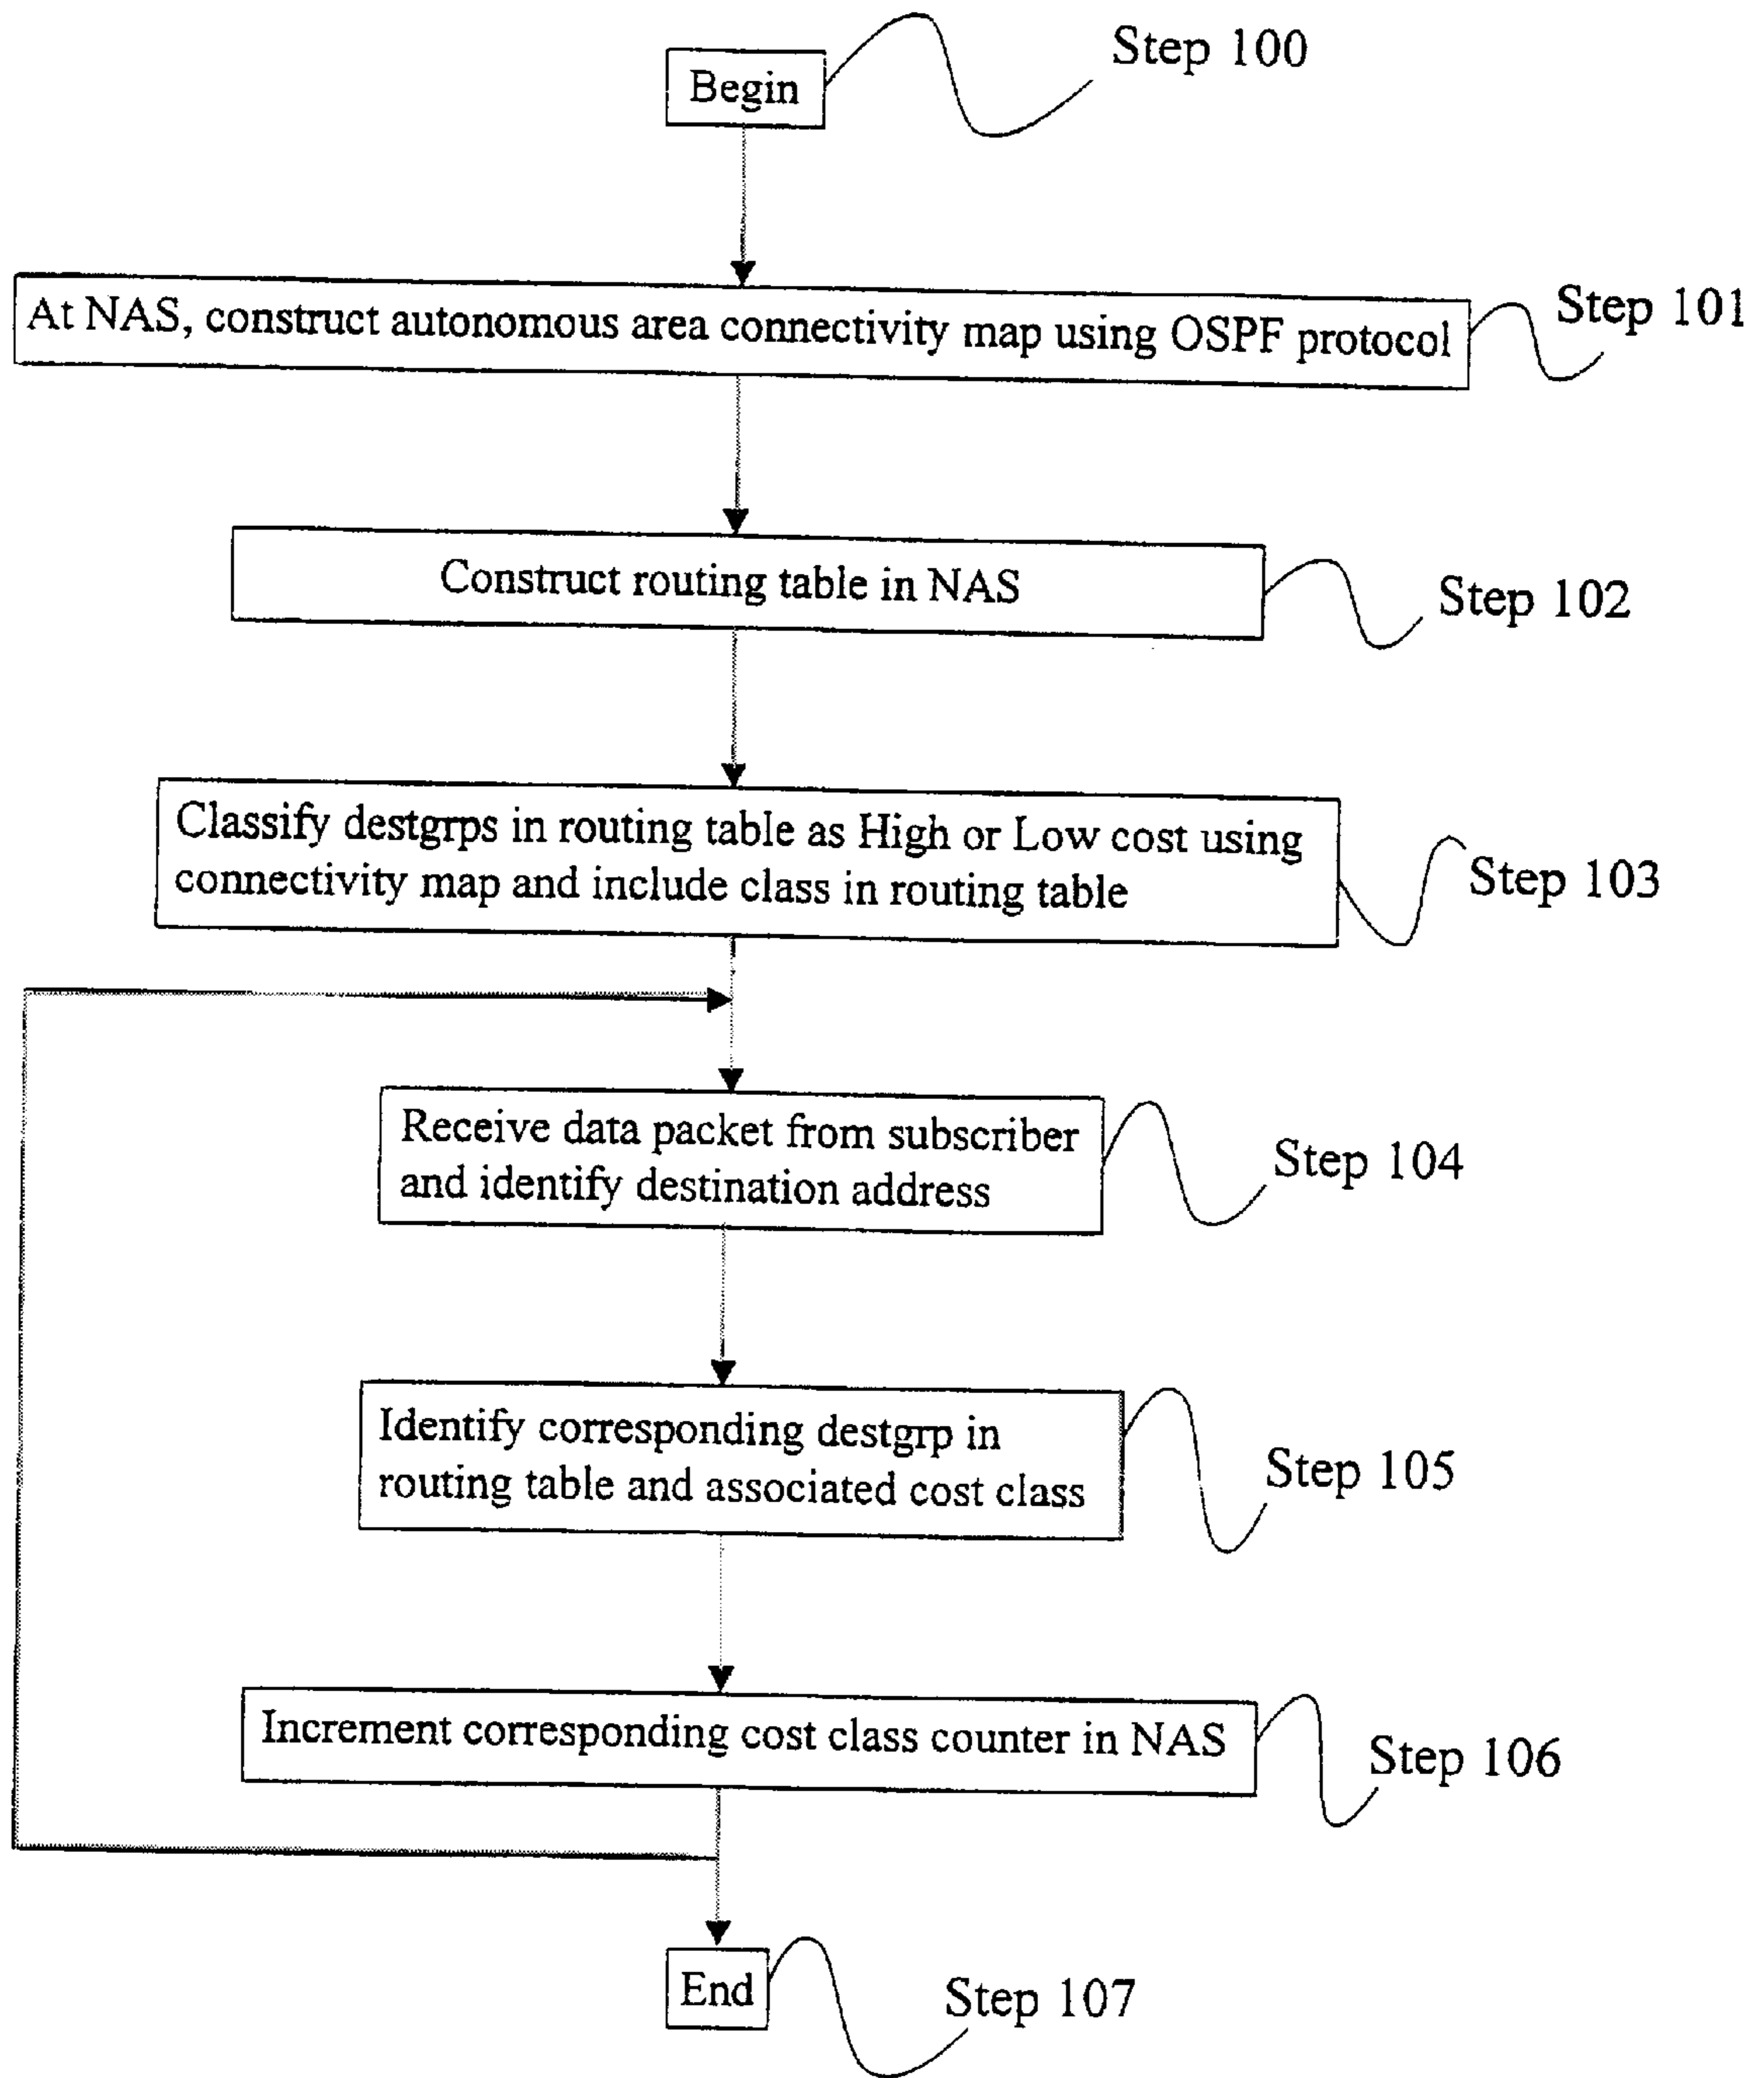 Step 100
Begin
At NAS, construct autonomous area connectivity map using OSPF protocol
Step 101
Construct routing table in NAS
Step 102
Classify destgrps in routing table as High or Low cost using
connectivity map and include class in routing table
Step 103
Receive data packet from subscriber
and identify destination address
Step 104
Identify corresponding destgrp in
routing table and associated cost class
Step 105
Increment corresponding cost class counter in NAS
Step 106
End
Step 107